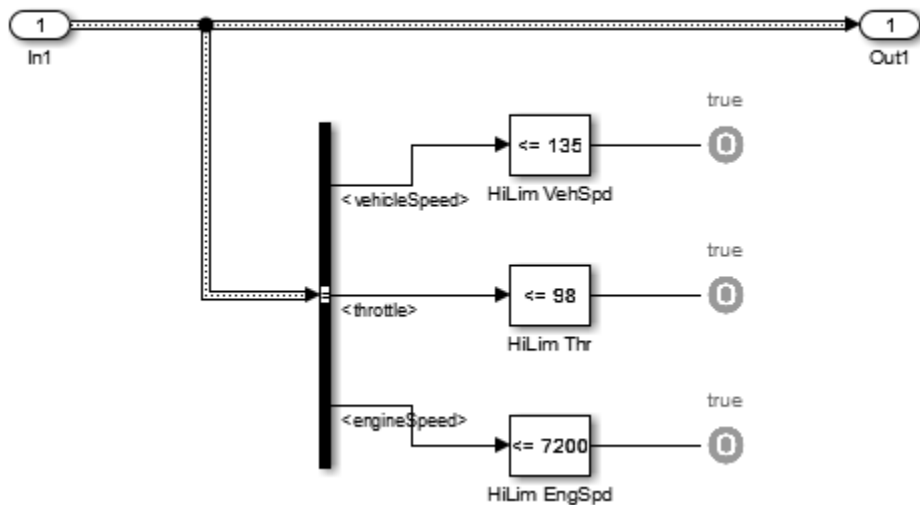 1
1
In1
Out1
true
<= 135
O
<vehicleSpeed>
HiLim VehSpd
true
<= 98
O
<throttle>
HiLim Thr
true
<engineSpeed>
<= 7200
O
HiLim EngSpd